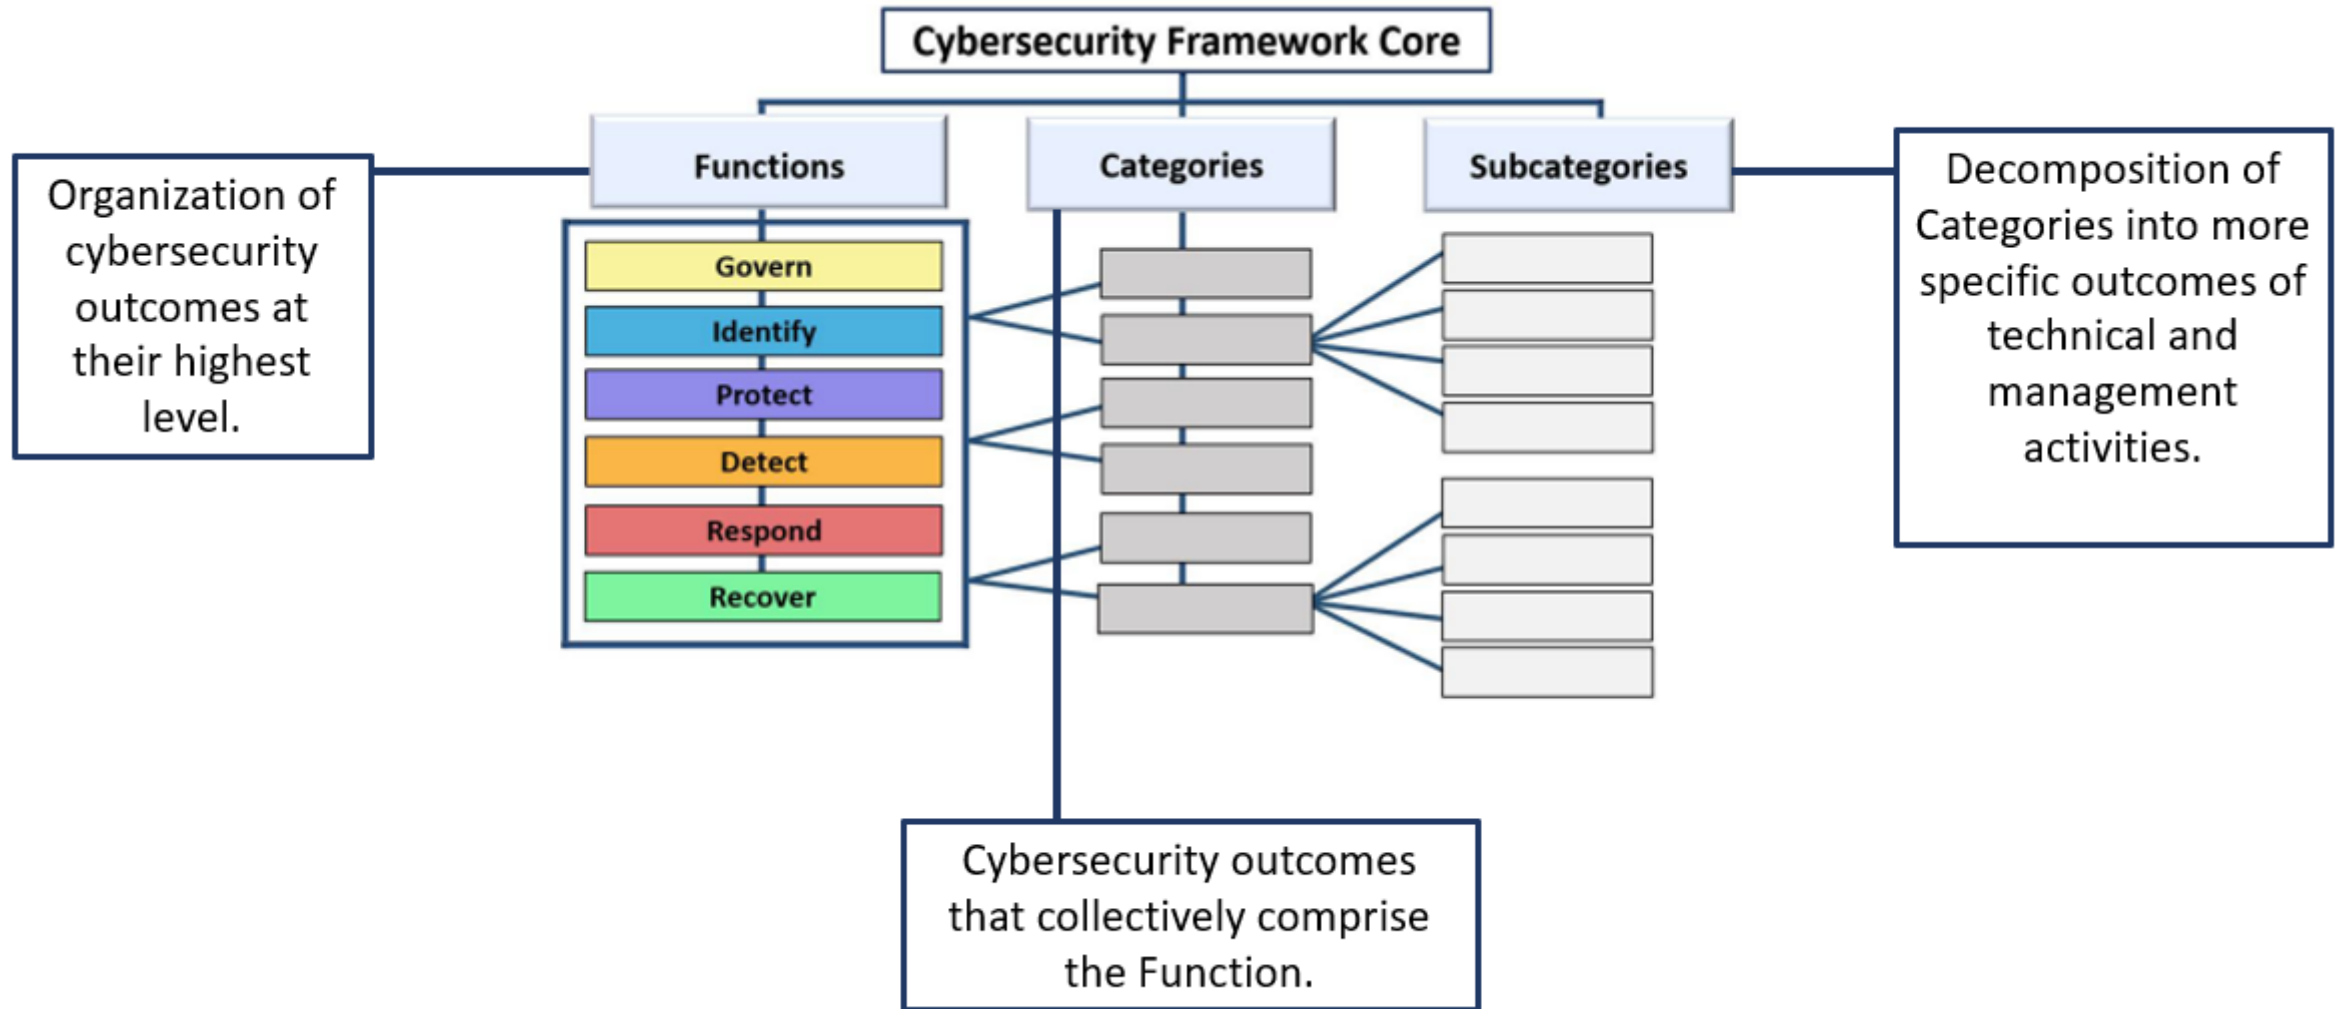 Cybersecurity Framework Core
Functions
Categories
Subcategories
Organization of
cybersecurity
outcomes at
their highest
level.
Govern
Identify
Protect
Detect
Respond
Recover
Decomposition of
Categories into more
specific outcomes of
technical and
management
activities.
Cybersecurity outcomes
that collectively comprise
the Function.